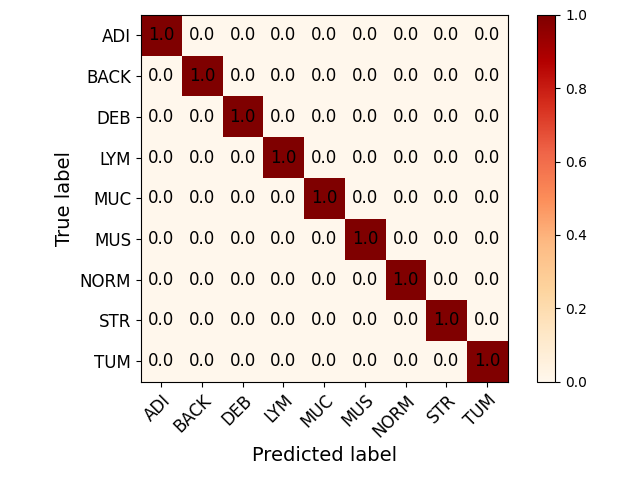 ADI 1.0 0.0 0.0 0.0 0.0 0.0 0.0 0.0 0.0
BACK 0.0 1.0 0.0 0.0 0.0 0.0 0.0 0.0 0.0
DEB 0.0 0.0 1.0 0.0 0.0 0.0 0.0 0.0 0.0
LYM 0.0 0.0 0.0 1.0 0.0 0.0 0.0 0.0 0.0
MUC 0.0 0.0 0.0 0.0 1.0 0.0 0.0 0.0 0.0
MUS 0.0 0.0 0.0 0.0 0.0 1.0 0.0 0.0 0.0
NORM 0.0 0.0 0.0 0.0 0.0 0.0 1.0 0.0 0.0
STR 0.0 0.0 0.0 0.0 0.0 0.0 0.0 1.0 0.0
TUM 0.0 0.0 0.0 0.0 0.0 0.0 0.0 0.0 1.0
ADI BACK DEB LYM MUC MUS NORM STR TUM
Predicted label
True label
1.0
0.8
0.6
0.4
0.2
0.0